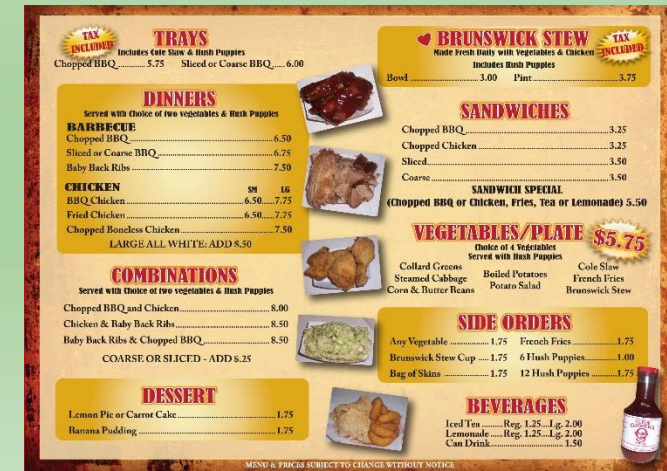 TAX INCLUDED
TRAYS
Includes Cole Slaw & Hush Puppies
Chopped BBQ 5.75 Sliced or Coarse BBQ 6.00
DINNERS
Served with Choice of two vegetables & Hush Puppies
BARBECUE
Chopped BBQ 6.50
Sliced or Coarse BBQ 6.75
Baby Back Ribs 7.50
CHICKEN SM LG
BBQ Chicken 6.50 7.75
Fried Chicken 6.50 7.75
Chopped Boneless Chicken 7.50
LARGE ALL WHITE: ADD $.50
COMBINATIONS
Served with Choice of two vegetables & Hush Puppies
Chopped BBQ and Chicken 8.00
Chicken & Baby Back Ribs 8.50
Baby Back Ribs & Chopped BBQ 8.50
COARSE OR SLICED - ADD $.25
DESSERT
Lemon Pie or Carrot Cake 1.75
Banana Pudding 1.75
BRUNSWICK STEW
TAX INCLUDED
Made Fresh Daily with Vegetables & Chicken
Includes Hush Puppies
Bowl 3.00 Pint 3.75
SANDWICHES
Chopped BBQ 3.25
Chopped Chicken 3.25
Sliced 3.50
Coarse 3.50
SANDWICH SPECIAL
(Chopped BBQ or Chicken, Fries, Tea or Lemonade) 5.50
VEGETABLES/PLATE $5.75
Choice of 4 Vegetables
Served with Hush Puppies
Collard Greens
Steamed Cabbage
Corn & Butter Beans
Boiled Potatoes
Potato Salad
Cole Slaw
French Fries
Brunswick Stew
SIDE ORDERS
Any Vegetable 1.75 French Fries 1.75
Brunswick Stew Cup 1.75 6 Hush Puppies 1.00
Bag of Skins 1.75 12 Hush Puppies 1.75
BEVERAGES
Iced Tea Reg. 1.25 Lg. 2.00
Lemonade Reg. 1.25 Lg. 2.00
Can Drink 1.50
MENU & PRICES SUBJECT TO CHANGE WITHOUT NOTICE